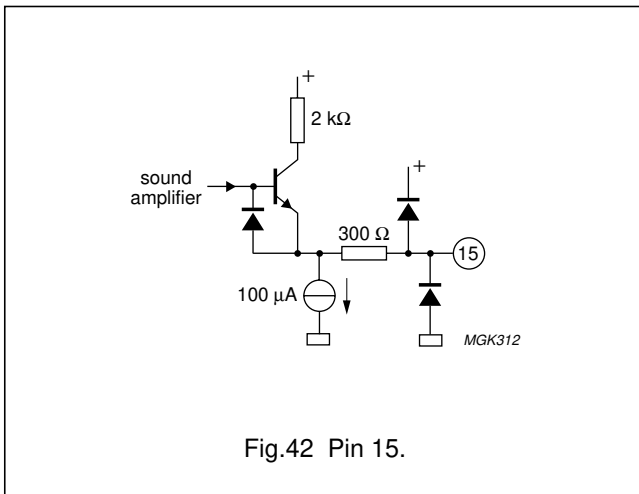 +
2 kΩ
sound
amplifier
+
300 Ω
15
100 µA
MGK312
Fig.42 Pin 15.